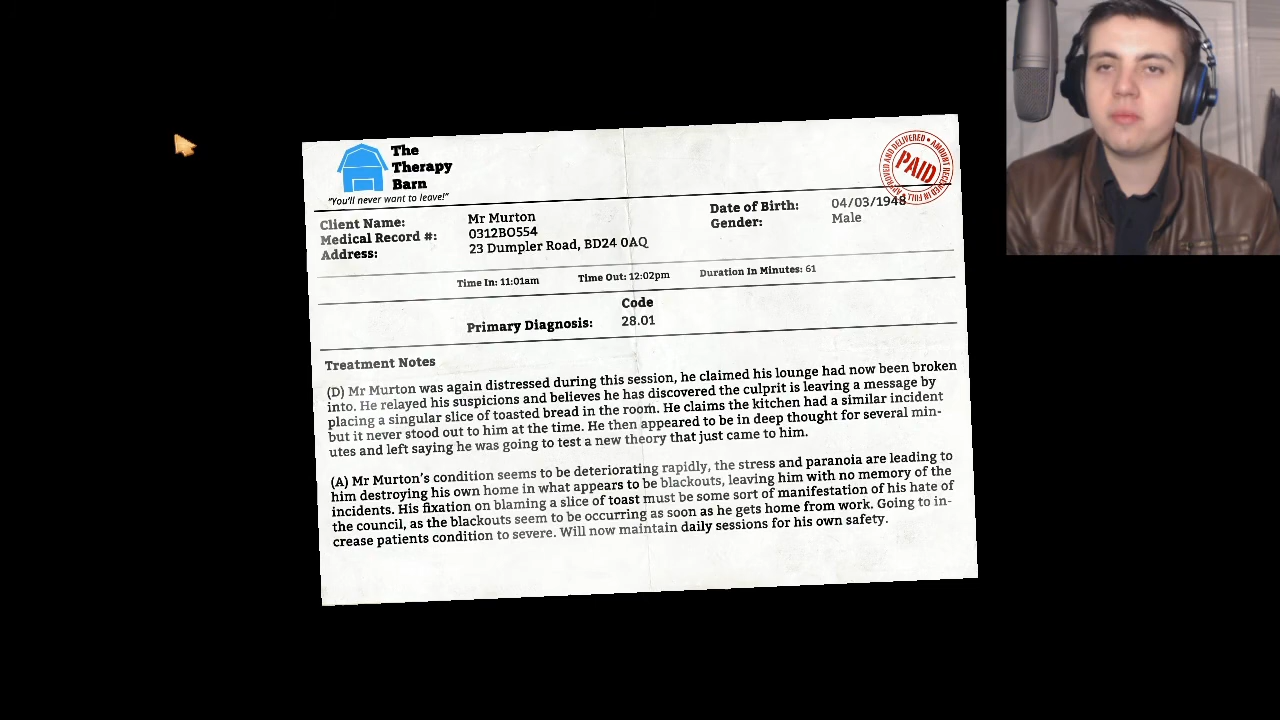 The
Therapy
Barn
"You'll never want to leave!"
APPROVED AND DELIVERED • AMOUNT IN FULL
PAID
Client Name: Mr Murton
Medical Record #: 0312BO554
Address: 23 Dumpler Road, BD24 0AQ
Date of Birth: 04/03/1948
Gender: Male
Time In: 11:01am Time Out: 12:02pm Duration In Minutes: 61
Code
Primary Diagnosis: 28.01
Treatment Notes
(D) Mr Murton was again distressed during this session, he claimed his lounge had now been broken
into. He relayed his suspicions and believes he has discovered the culprit is leaving a message by
placing a singular slice of toasted bread in the room. He claims the kitchen had a similar incident
but it never stood out to him at the time. He then appeared to be in deep thought for several min-
utes and left saying he was going to test a new theory that just came to him.
(A) Mr Murton's condition seems to be deteriorating rapidly, the stress and paranoia are leading to
him destroying his own home in what appears to be blackouts, leaving him with no memory of the
incidents. His fixation on blaming a slice of toast must be some sort of manifestation of his hate of
the council, as the blackouts seem to be occurring as soon as he gets home from work. Going to in-
crease patients condition to severe. Will now maintain daily sessions for his own safety.